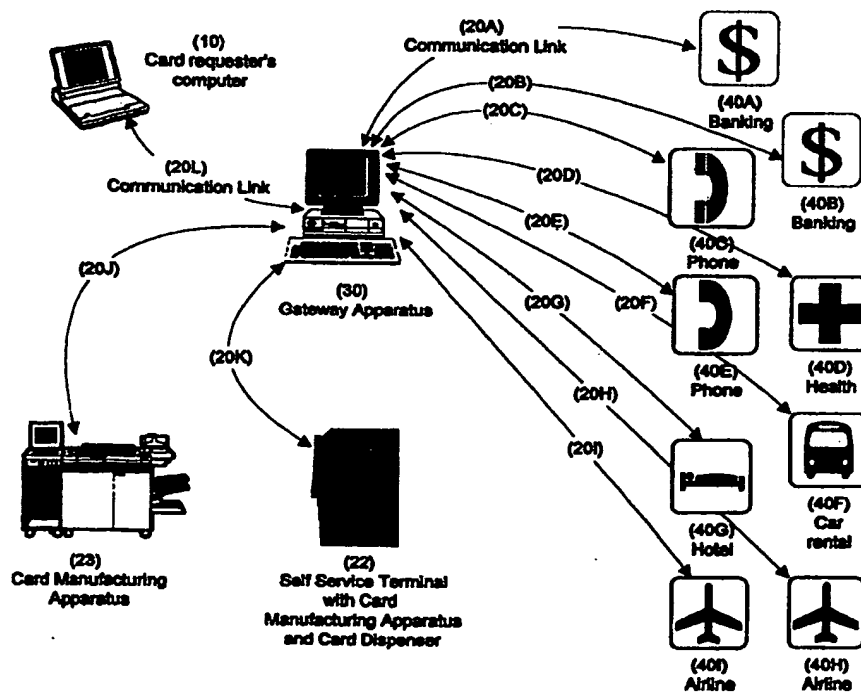 (10)
Card requester's
computer
(20A)
Communication Link
(20B)
(20C)
(40A)
Banking
(20L)
Communication Link
(20D)
(40B)
Banking
(20E)
(40C)
Phone
(20J)
(30)
Gateway Apparatus
(20G)
(20F)
(20K)
(40E)
Phone
(40D)
Health
(20H)
(20I)
(40G)
Hotel
(40F)
Car
rental
(23)
Card Manufacturing
Apparatus
(22)
Self Service Terminal
with Card
Manufacturing Apparatus
and Card Dispenser
(40I)
Airline
(40H)
Airline